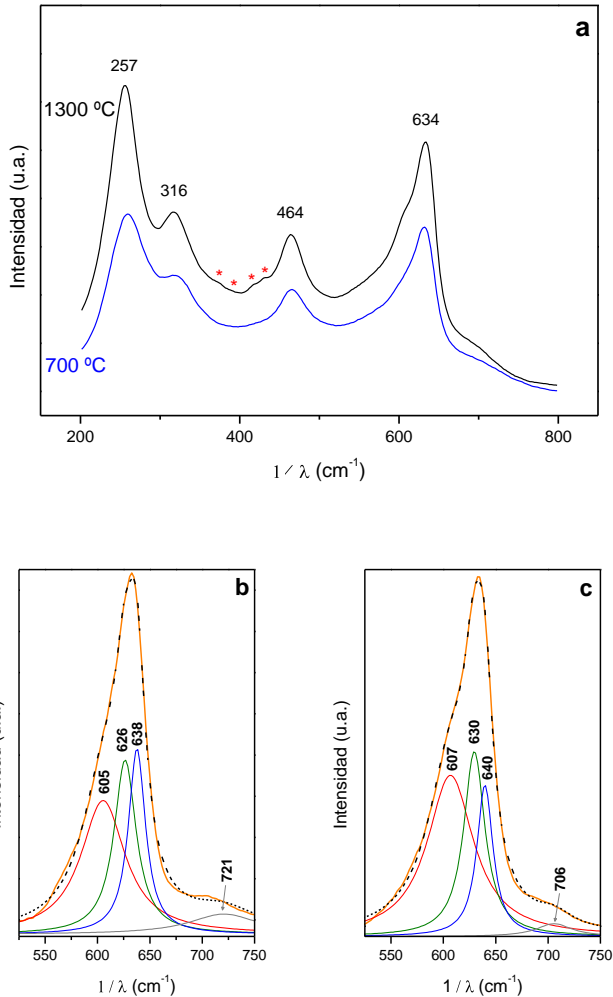 a
257
1300 ºC
634
316
464
* * * *
700 ºC
Intensidad (u.a.)
200 400 600 800
1 / λ (cm-1)
b
605
626
638
721
550 600 650 700 750
1 / λ (cm-1)
c
Intensidad (u.a.)
607
630
640
706
550 600 650 700 750
1 / λ (cm-1)